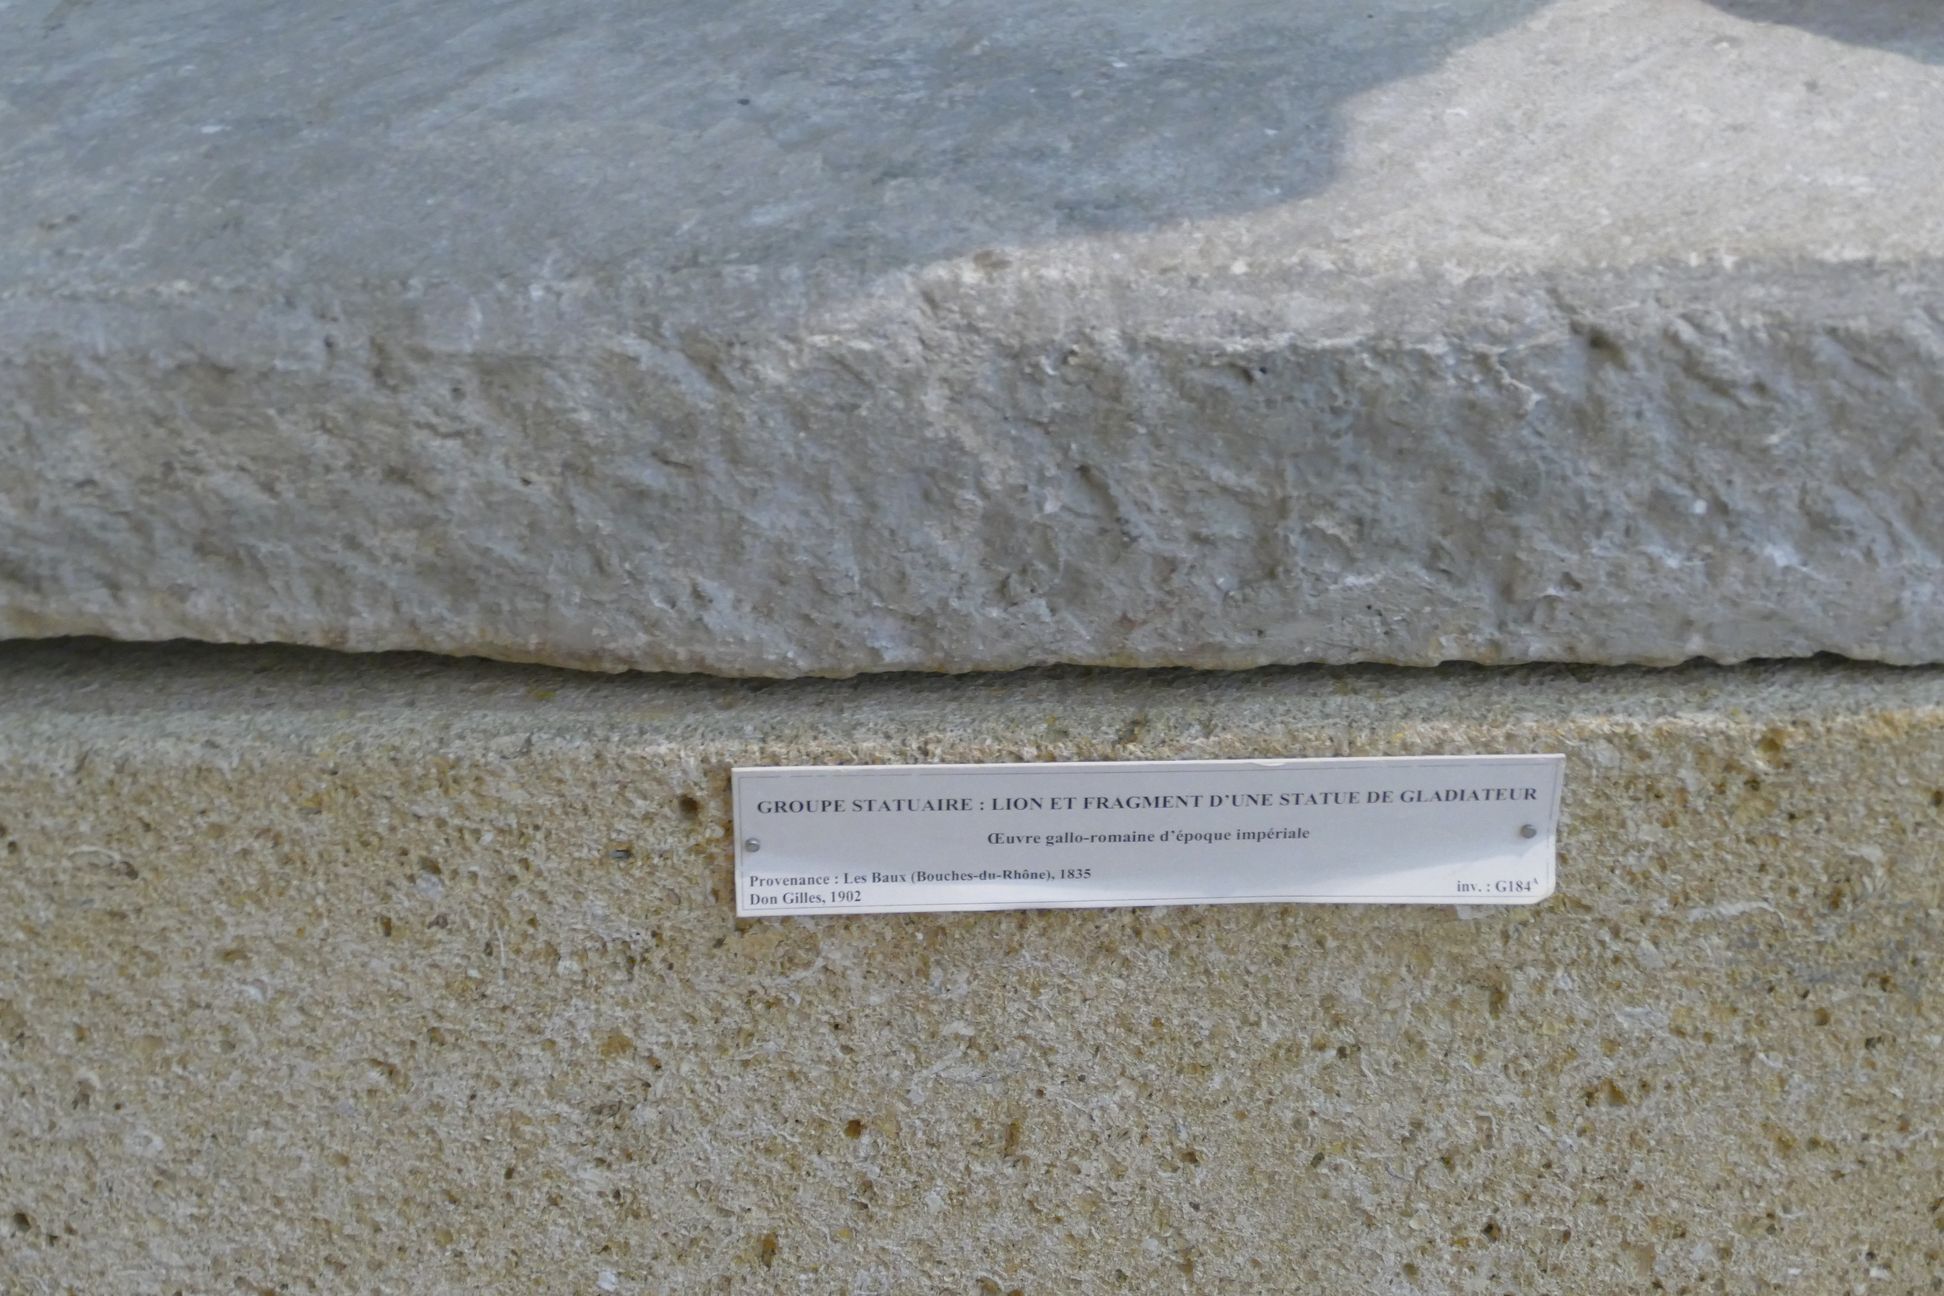 GROUPE STATUAIRE : LION ET FRAGMENT D'UNE STATUE DE GLADIATEUR
Œuvre gallo-romaine d'époque impériale
Provenance : Les Baux (Bouches-du-Rhône), 1835
Don Gilles, 1902
inv. : G184ᴬ